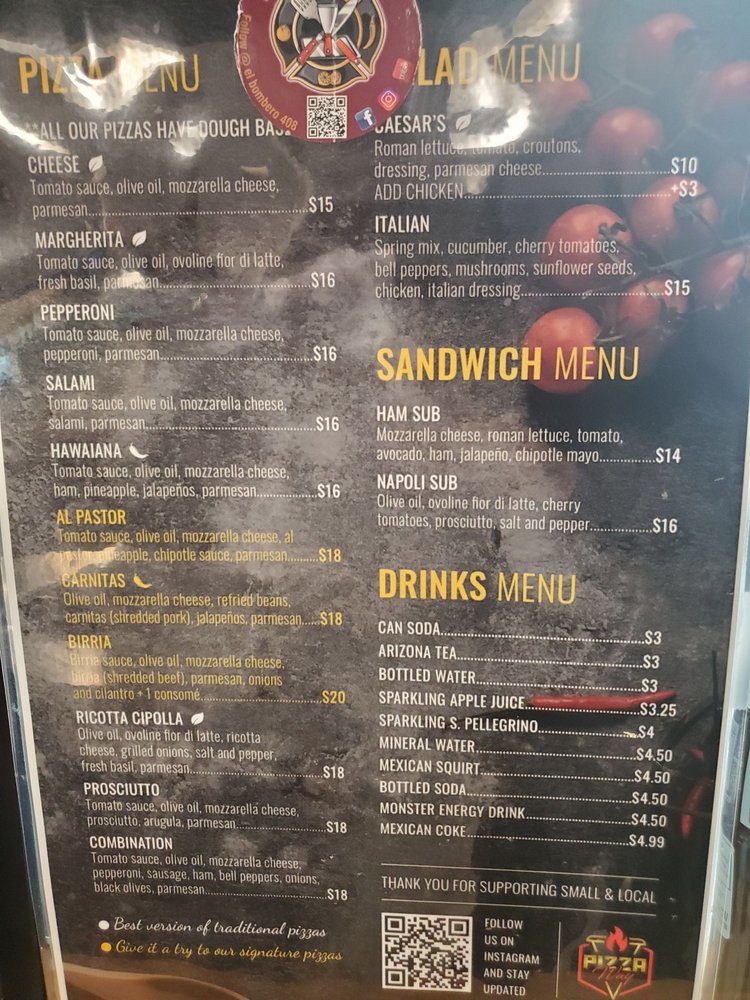 Follow @ el bombero 408
PIZZA MENU
**ALL OUR PIZZAS HAVE DOUGH
CHEESE
Tomato sauce, olive oil, mozzarella cheese,
parmesan...$15
MARGHERITA
Tomato sauce, olive oil, ovoline fior di latte,
fresh basil, parmesan...$16
PEPPERONI
Tomato sauce, olive oil, mozzarella cheese,
pepperoni, parmesan...$16
SALAMI
Tomato sauce, olive oil, mozzarella cheese,
salami, parmesan...$16
HAWAIANA
Tomato sauce, olive oil, mozzarella cheese,
ham, pineapple, jalapeños, parmesan...$16
AL PASTOR
Tomato sauce, olive oil, mozzarella cheese, al
pastor, pineapple, chipotle sauce, parmesan...$18
CARNITAS
Olive oil, mozzarella cheese, refried beans,
carnitas (shredded pork), jalapeños, parmesan...$18
BIRRIA
Birria sauce, olive oil, mozzarella cheese,
birria (shredded beef), parmesan, onions
and cilantro + 1 consomé...$20
RICOTTA CIPOLLA
Olive oil, ovoline fior di latte, ricotta
cheese, grilled onions, salt and pepper,
fresh basil, parmesan...$18
PROSCIUTTO
Tomato sauce, olive oil, mozzarella cheese,
prosciutto, arugula, parmesan...$18
COMBINATION
Tomato sauce, olive oil, mozzarella cheese,
pepperoni, sausage, ham, bell peppers, onions,
black olives, parmesan...$18
Best version of traditional pizzas
Give it a try to our signature pizzas
LAD MENU
CAESAR'S
Roman lettuce, tomato, croutons,
dressing, parmesan cheese...$10
ADD CHICKEN...+$3
ITALIAN
Spring mix, cucumber, cherry tomatoes,
bell peppers, mushrooms, sunflower seeds,
chicken, italian dressing...$15
SANDWICH MENU
HAM SUB
Mozzarella cheese, roman lettuce, tomato,
avocado, ham, jalapeño, chipotle mayo...$14
NAPOLI SUB
Olive oil, ovoline fior di latte, cherry
tomatoes, prosciutto, salt and pepper...$16
DRINKS MENU
CAN SODA...$3
ARIZONA TEA...$3
BOTTLED WATER...$3
SPARKLING APPLE JUICE...$3.25
SPARKLING S. PELLEGRINO...$4
MINERAL WATER...$4.50
MEXICAN SQUIRT...$4.50
BOTTLED SODA...$4.50
MONSTER ENERGY DRINK...$4.50
MEXICAN COKE...$4.99
THANK YOU FOR SUPPORTING SMALL & LOCAL
FOLLOW
US ON
INSTAGRAM
AND STAY
UPDATED
PIZZA
Way